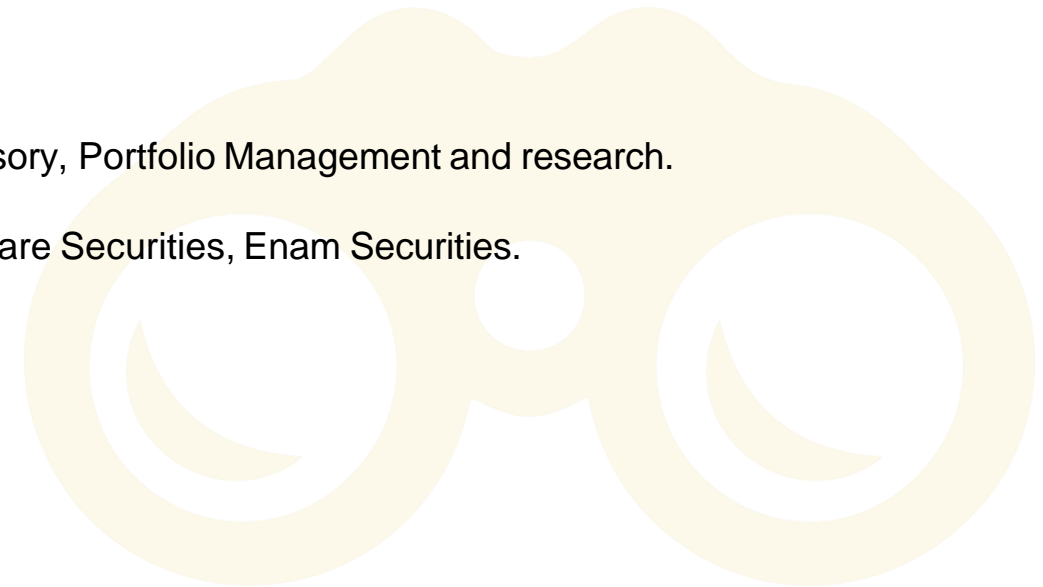 sory, Portfolio Management and research.
are Securities, Enam Securities.